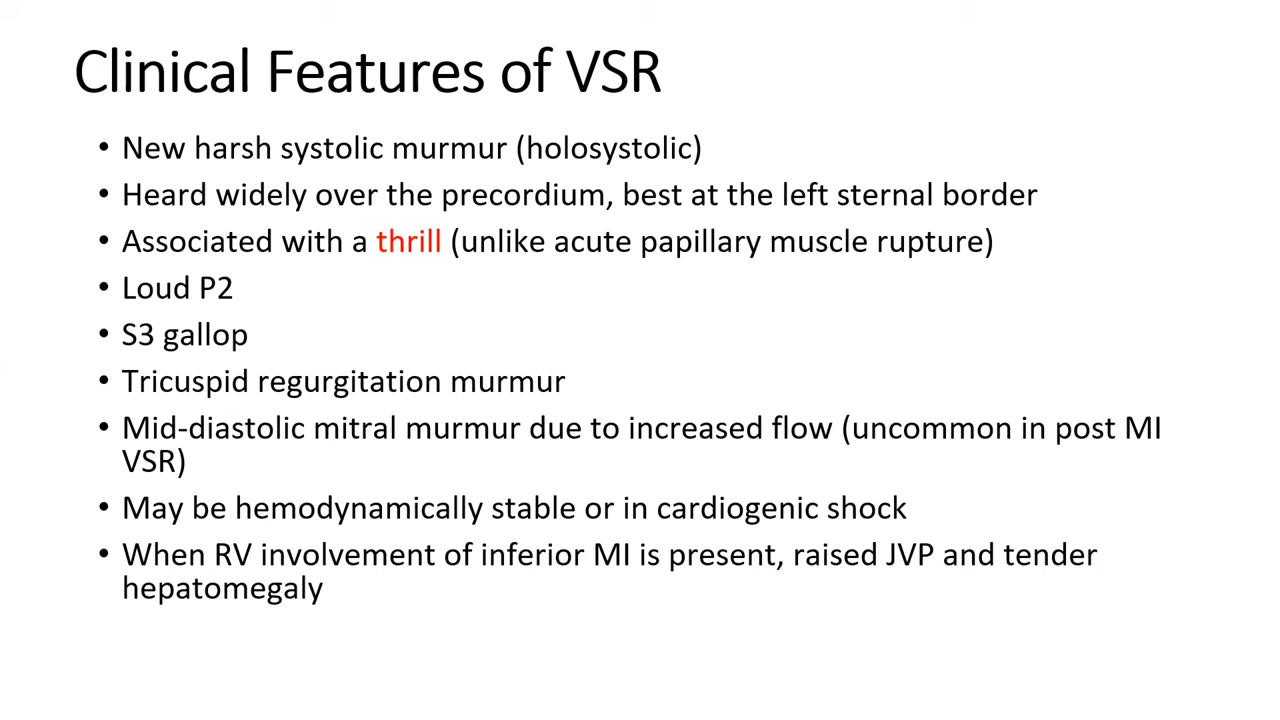 Clinical Features of VSR
• New harsh systolic murmur (holosystolic)
• Heard widely over the precordium, best at the left sternal border
• Associated with a thrill (unlike acute papillary muscle rupture)
• Loud P2
• S3 gallop
• Tricuspid regurgitation murmur
• Mid-diastolic mitral murmur due to increased flow (uncommon in post MI
VSR)
• May be hemodynamically stable or in cardiogenic shock
• When RV involvement of inferior MI is present, raised JVP and tender
hepatomegaly